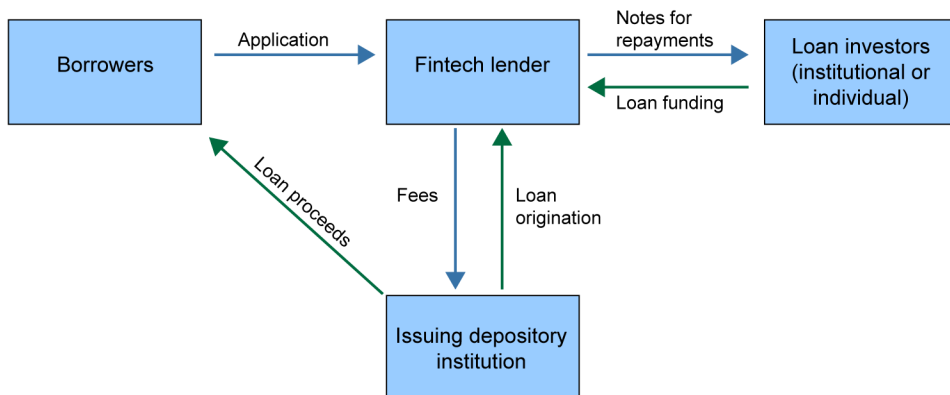 Borrowers
Application
Fintech lender
Notes for
repayments
Loan funding
Loan investors
(institutional or
individual)
Loan proceeds
Fees
Loan
origination
Issuing depository
institution